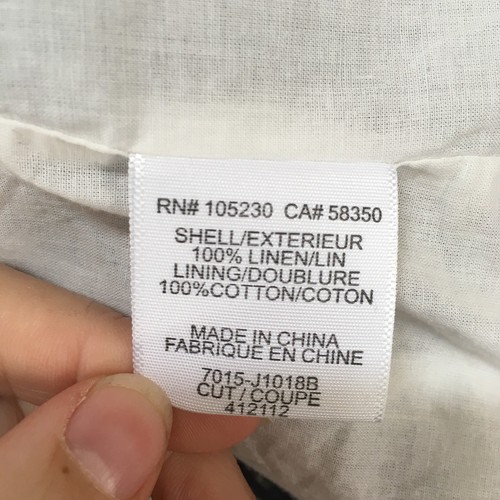 RN# 105230 CA# 58350
SHELL/EXTERIEUR
100% LINEN/LIN
LINING/DOUBLURE
100%COTTON/COTON
MADE IN CHINA
FABRIQUE EN CHINE
7015-J1018B
CUT / COUPE
412112